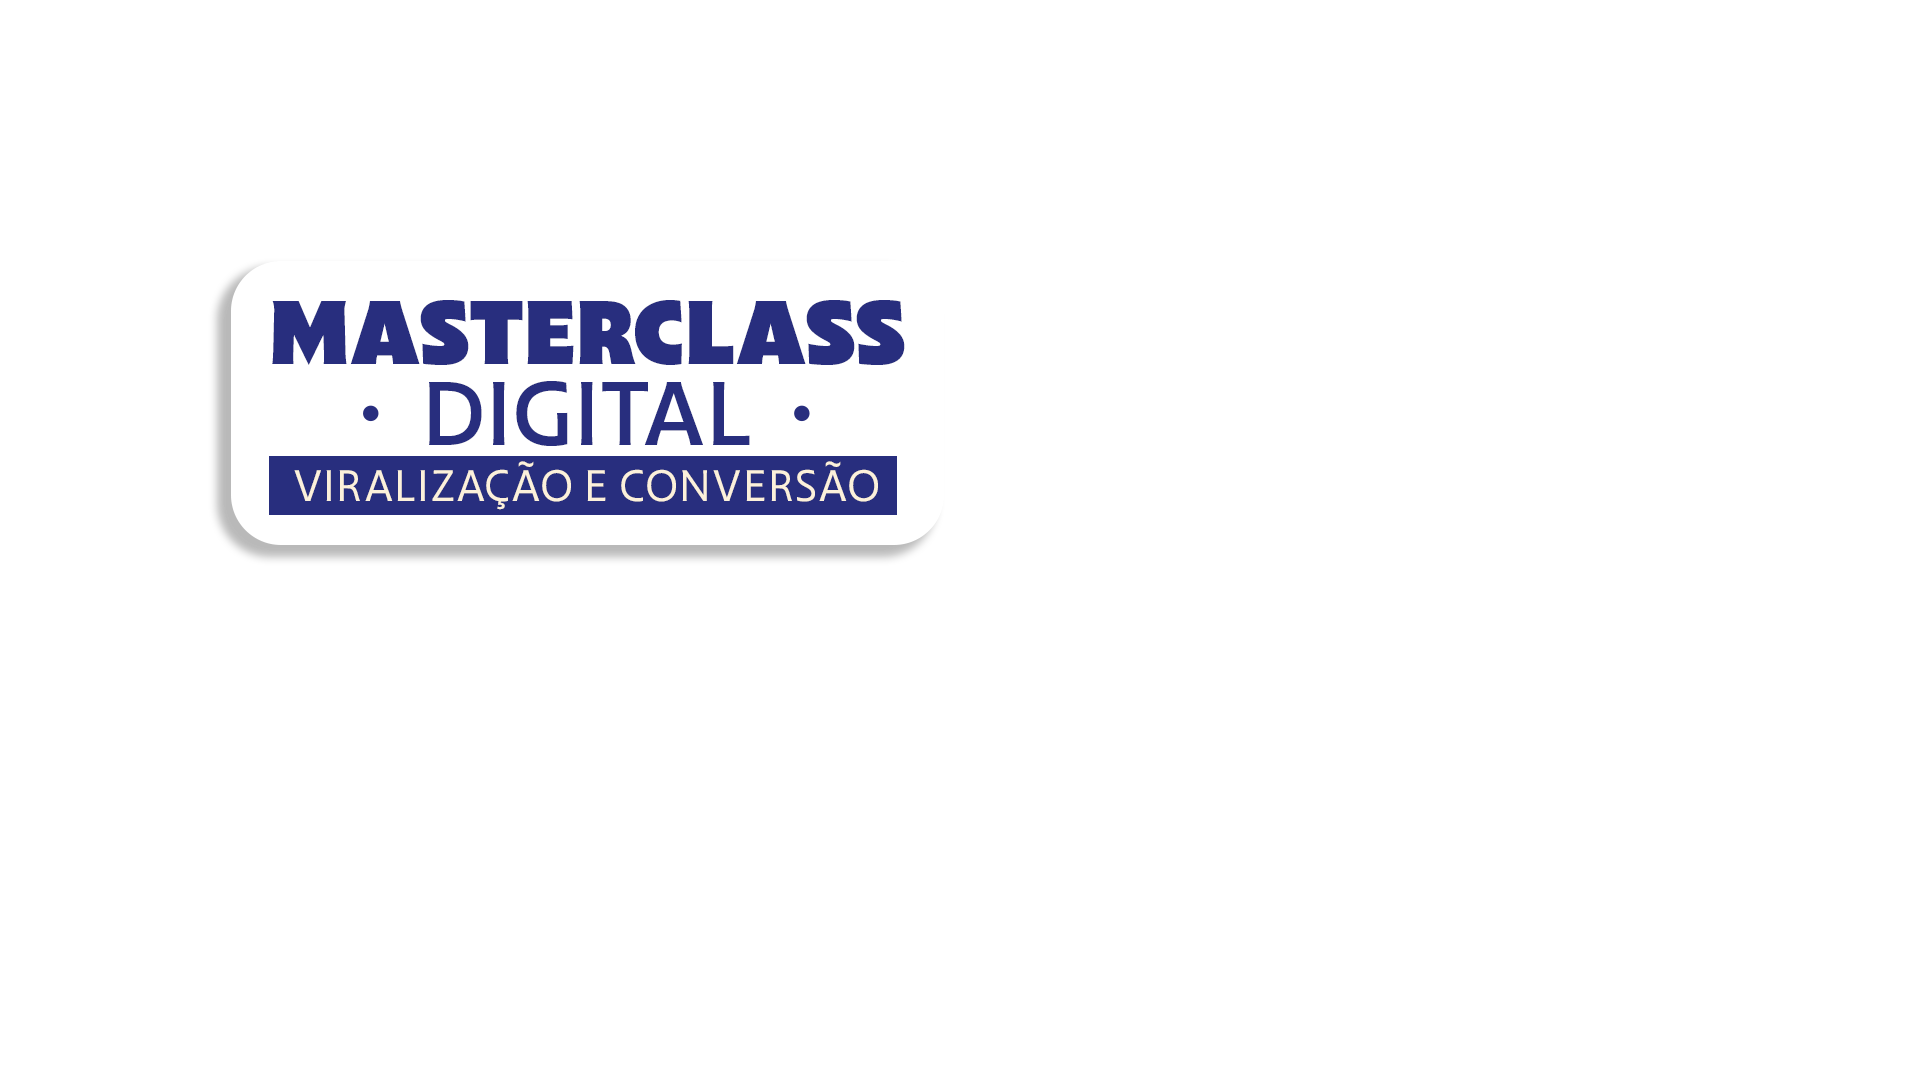 MASTERCLASS
• DIGITAL •
VIRALIZAÇÃO E CONVERSÃO